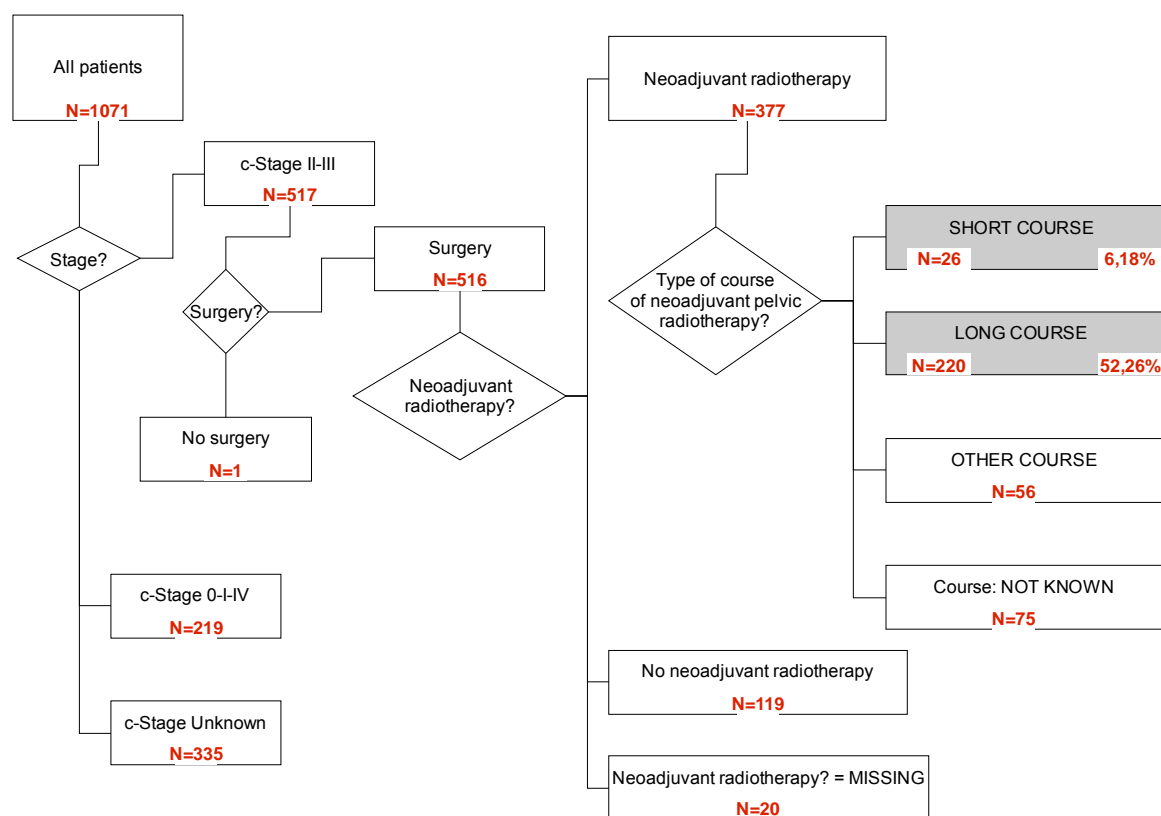 All patients
N=1071
Stage?
c-Stage II-III
N=517
Surgery?
No surgery
N=1
c-Stage 0-I-IV
N=219
c-Stage Unknown
N=335
Surgery
N=516
Neoadjuvant
radiotherapy?
Neoadjuvant radiotherapy
N=377
Type of course
of neoadjuvant pelvic
radiotherapy?
SHORT COURSE
N=26 6,18%
LONG COURSE
N=220 52,26%
OTHER COURSE
N=56
Course: NOT KNOWN
N=75
No neoadjuvant radiotherapy
N=119
Neoadjuvant radiotherapy? = MISSING
N=20